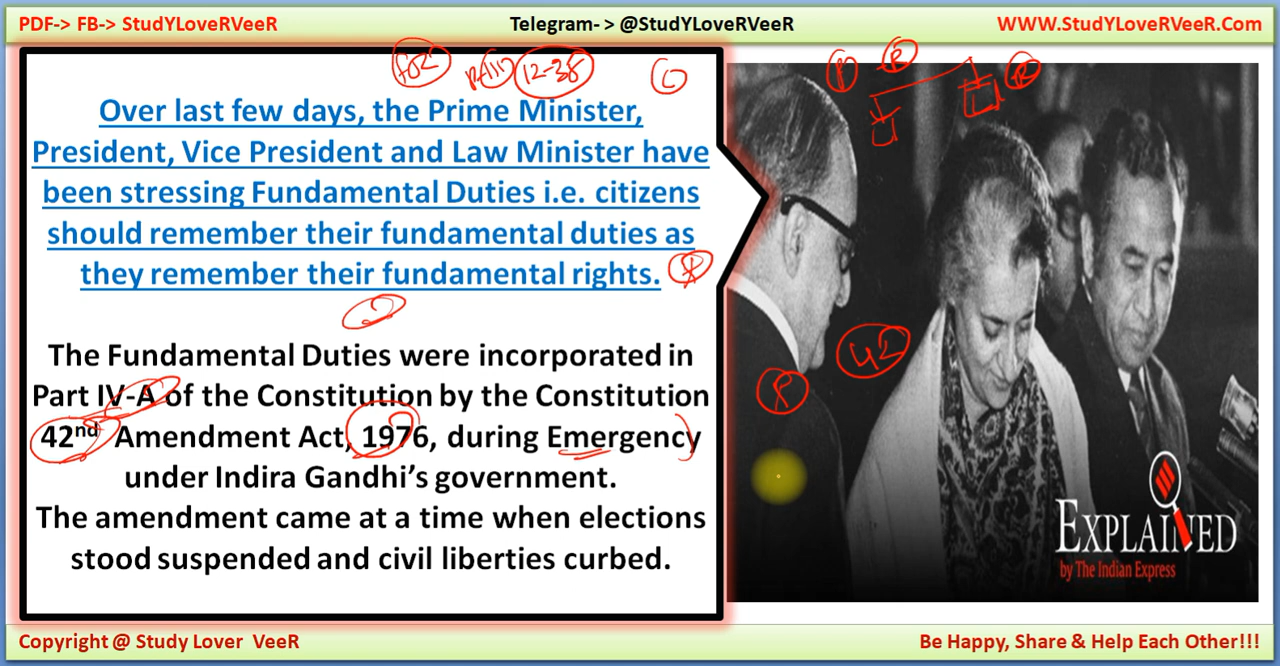 PDF-> FB-> StudYLoveRVeeR
Telegram- > @StudYLoveRVeeR
WWW.StudYLoveRVeeR.Com
12-35
Over last few days, the Prime Minister,
President, Vice President and Law Minister have
been stressing Fundamental Duties i.e. citizens
should remember their fundamental duties as
they remember their fundamental rights.
The Fundamental Duties were incorporated in
Part IV-A of the Constitution by the Constitution
42nd Amendment Act, 1976, during Emergency
under Indira Gandhi’s government.
The amendment came at a time when elections
stood suspended and civil liberties curbed.
42
EXPLAINED
by The Indian Express
Copyright @ Study Lover VeeR
Be Happy, Share & Help Each Other!!!